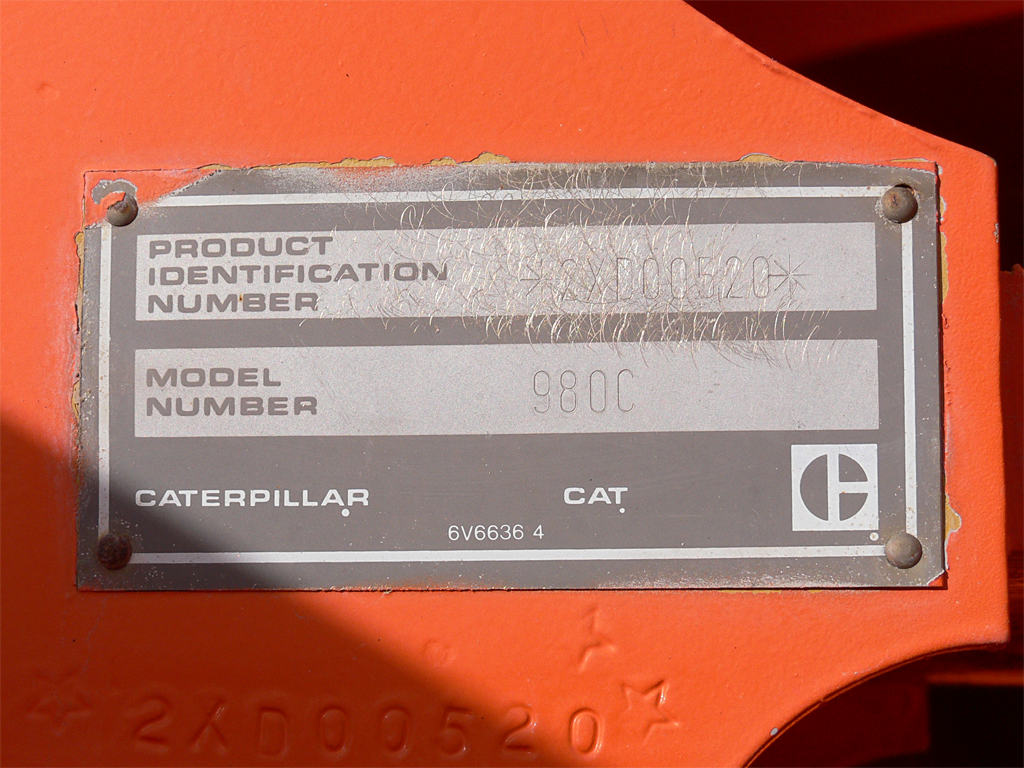 PRODUCT
IDENTIFICATION
NUMBER
*2XD00520*
MODEL
NUMBER
980C
CATERPILLAR
CAT
6V6636 4
2XD00520